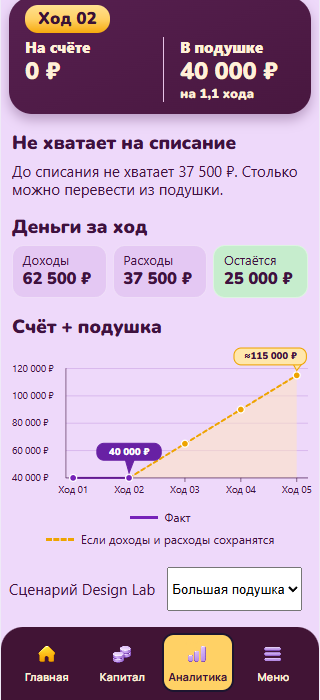 Ход 02
На счёте
0 ₽
В подушке
40 000 ₽
на 1,1 хода
Не хватает на списание
До списания не хватает 37 500 ₽. Столько
можно перевести из подушки.
Деньги за ход
Доходы
62 500 ₽
Расходы
37 500 ₽
Остаётся
25 000 ₽
Счёт + подушка
≈115 000 ₽
120 000 ₽
100 000 ₽
80 000 ₽
60 000 ₽
40 000 ₽
40 000 ₽
Ход 01
Ход 02
Ход 03
Ход 04
Ход 05
Факт
Если доходы и расходы сохранятся
Сценарий Design Lab
Большая подушка
Главная
Капитал
Аналитика
Меню